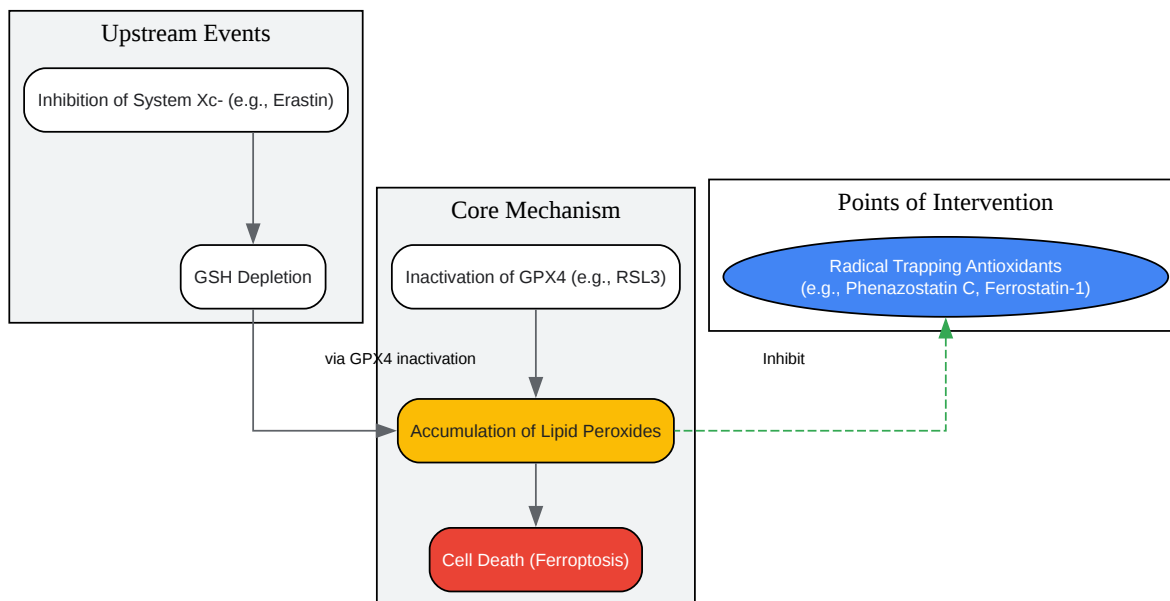 Upstream Events
Inhibition of System Xc- (e.g., Erastin)
GSH Depletion
via GPX4 inactivation
Core Mechanism
Inactivation of GPX4 (e.g., RSL3)
Accumulation of Lipid Peroxides
Cell Death (Ferroptosis)
Points of Intervention
Radical Trapping Antioxidants
(e.g., Phenazostatin C, Ferrostatin-1)
Inhibit